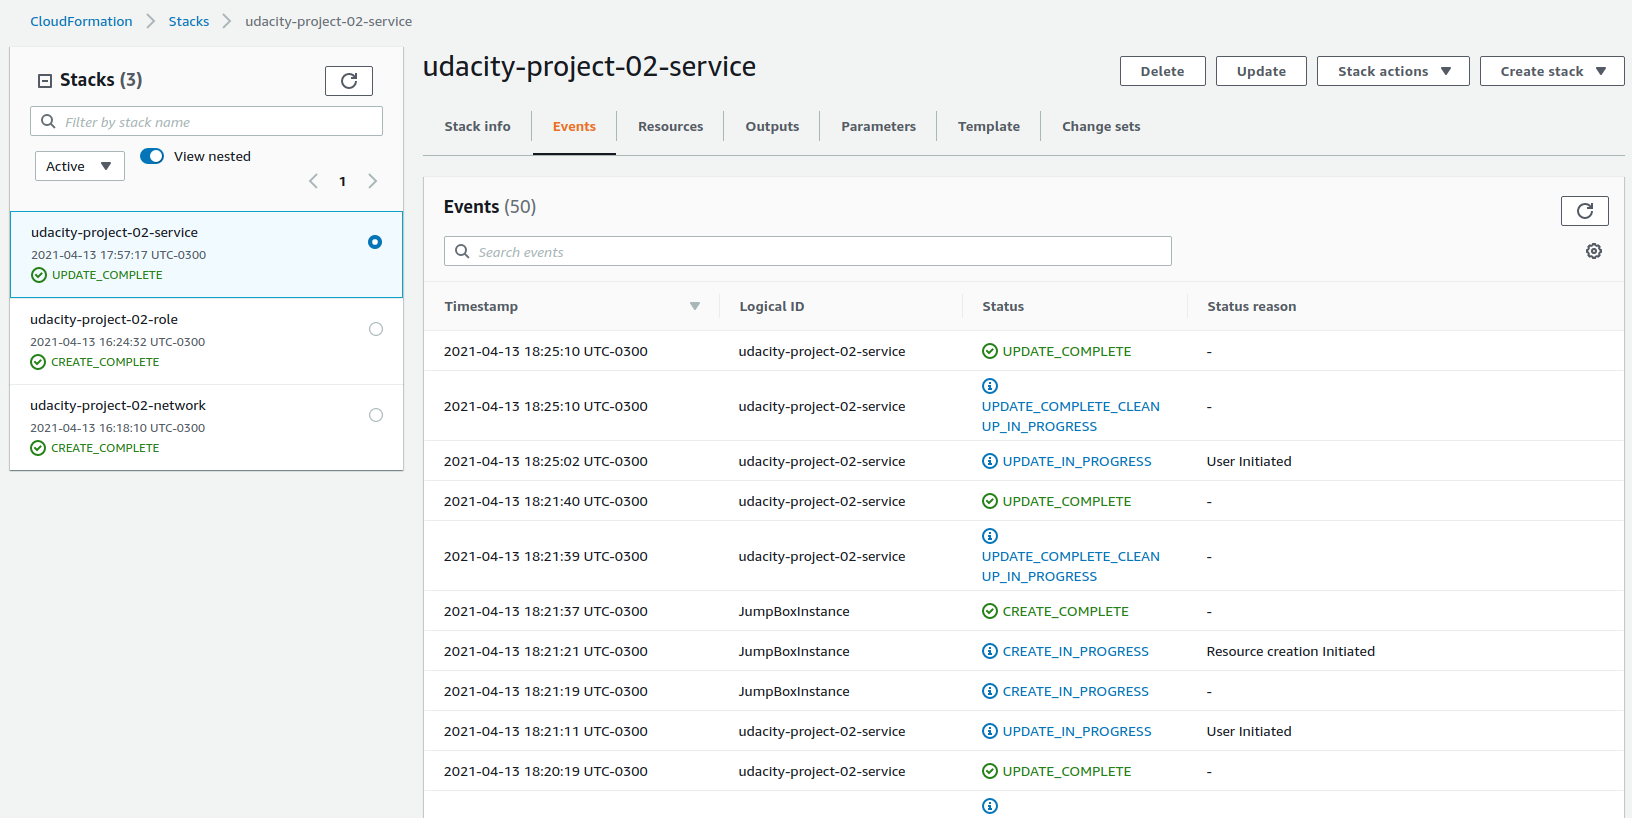 CloudFormation > Stacks > udacity-project-02-service
Stacks (3)
Filter by stack name
Active
View nested
1
udacity-project-02-service
2021-04-13 17:57:17 UTC-0300
UPDATE_COMPLETE
udacity-project-02-role
2021-04-13 16:24:32 UTC-0300
CREATE_COMPLETE
udacity-project-02-network
2021-04-13 16:18:10 UTC-0300
CREATE_COMPLETE
udacity-project-02-service
Delete Update Stack actions Create stack
Stack info Events Resources Outputs Parameters Template Change sets
Events (50)
Search events
Timestamp Logical ID Status Status reason
2021-04-13 18:25:10 UTC-0300 udacity-project-02-service UPDATE_COMPLETE -
2021-04-13 18:25:10 UTC-0300 udacity-project-02-service UPDATE_COMPLETE_CLEAN -
UP_IN_PROGRESS
2021-04-13 18:25:02 UTC-0300 udacity-project-02-service UPDATE_IN_PROGRESS User Initiated
2021-04-13 18:21:40 UTC-0300 udacity-project-02-service UPDATE_COMPLETE -
2021-04-13 18:21:39 UTC-0300 udacity-project-02-service UPDATE_COMPLETE_CLEAN -
UP_IN_PROGRESS
2021-04-13 18:21:37 UTC-0300 JumpBoxInstance CREATE_COMPLETE -
2021-04-13 18:21:21 UTC-0300 JumpBoxInstance CREATE_IN_PROGRESS Resource creation Initiated
2021-04-13 18:21:19 UTC-0300 JumpBoxInstance CREATE_IN_PROGRESS -
2021-04-13 18:21:11 UTC-0300 udacity-project-02-service UPDATE_IN_PROGRESS User Initiated
2021-04-13 18:20:19 UTC-0300 udacity-project-02-service UPDATE_COMPLETE -